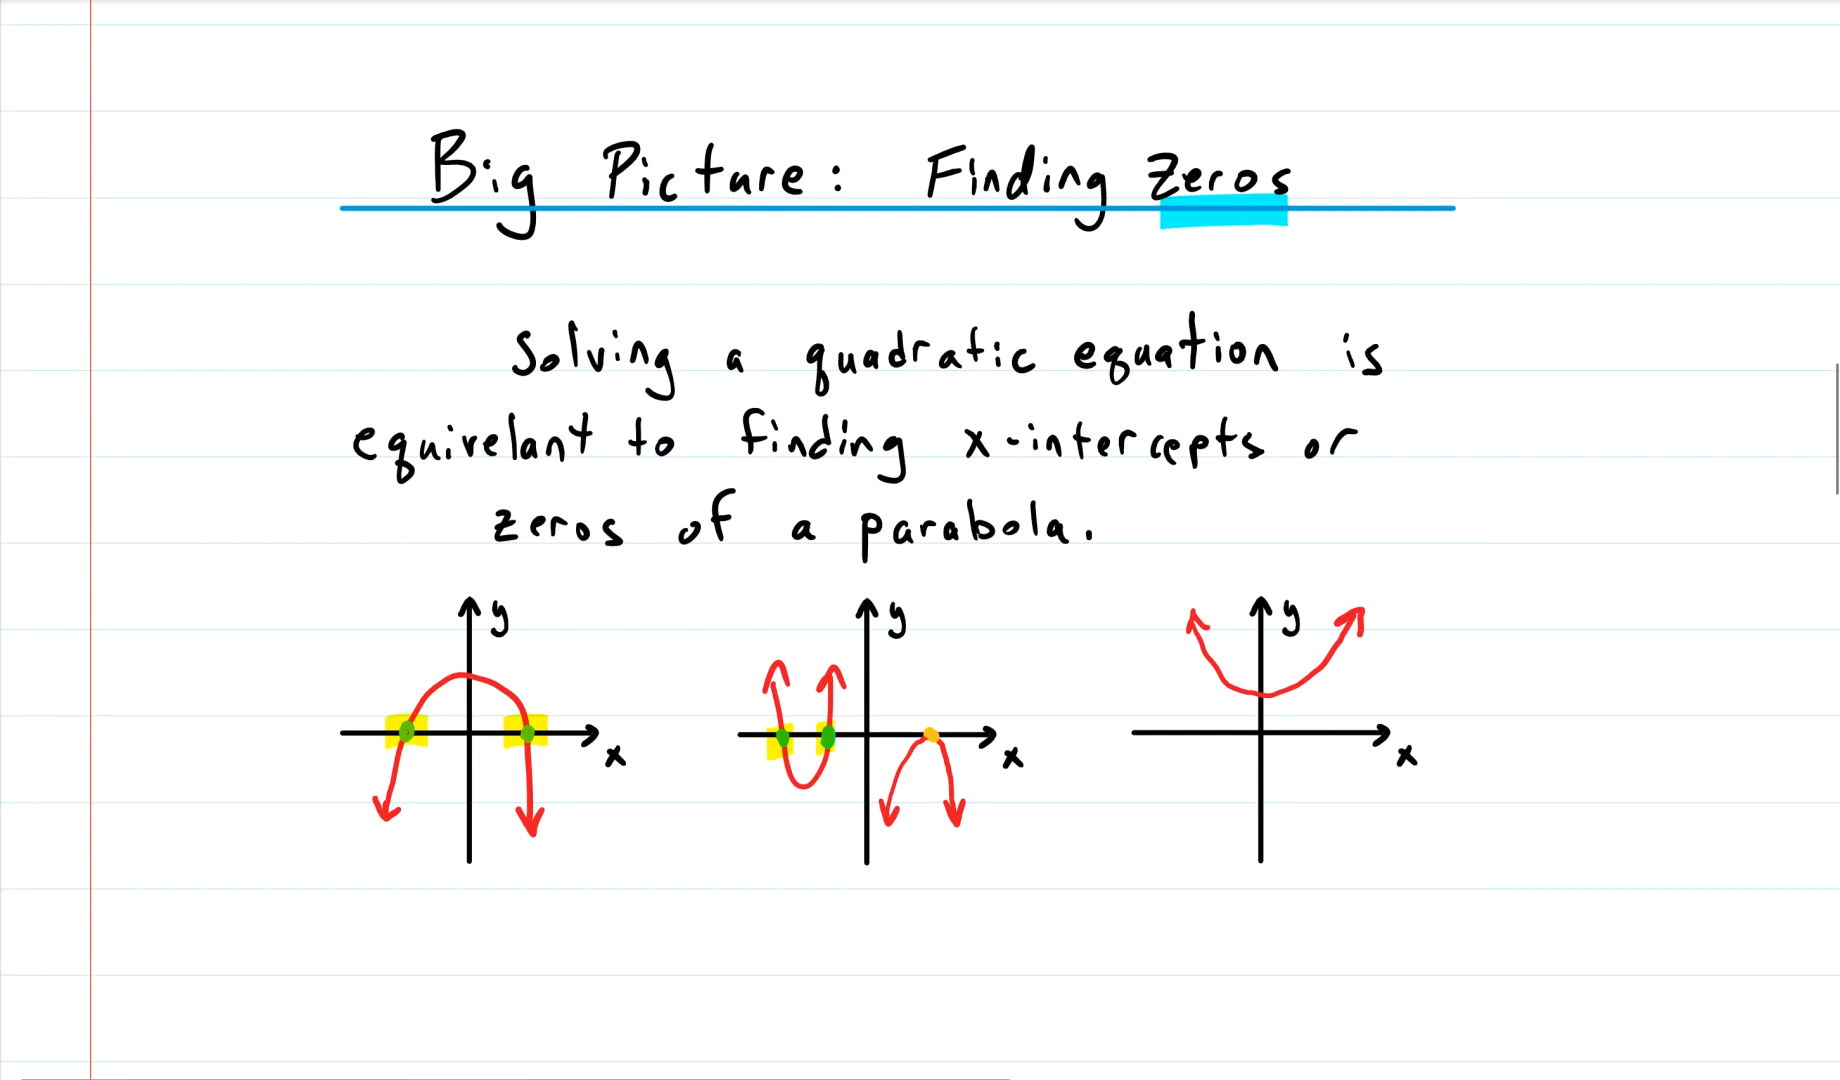 Big Picture: Finding Zeros
Solving a quadratic equation is
equivelant to finding x-intercepts or
zeros of a parabola.
y y y
x x x